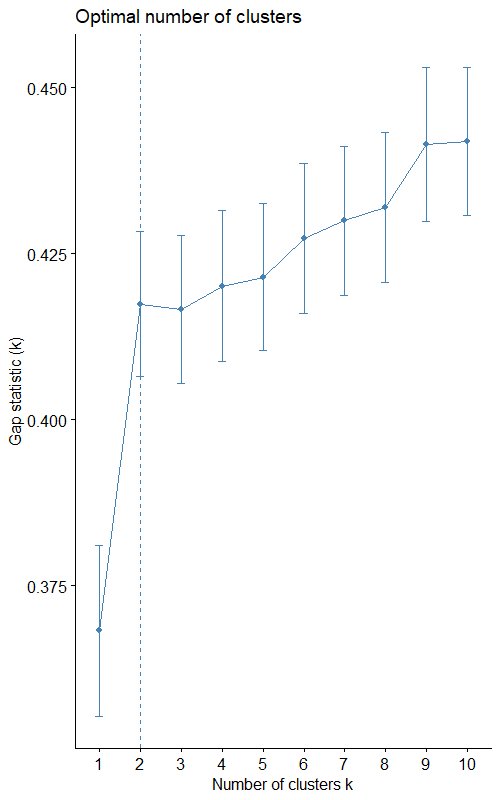 Optimal number of clusters
Gap statistic (k)
0.450
0.425
0.400
0.375
1 2 3 4 5 6 7 8 9 10
Number of clusters k